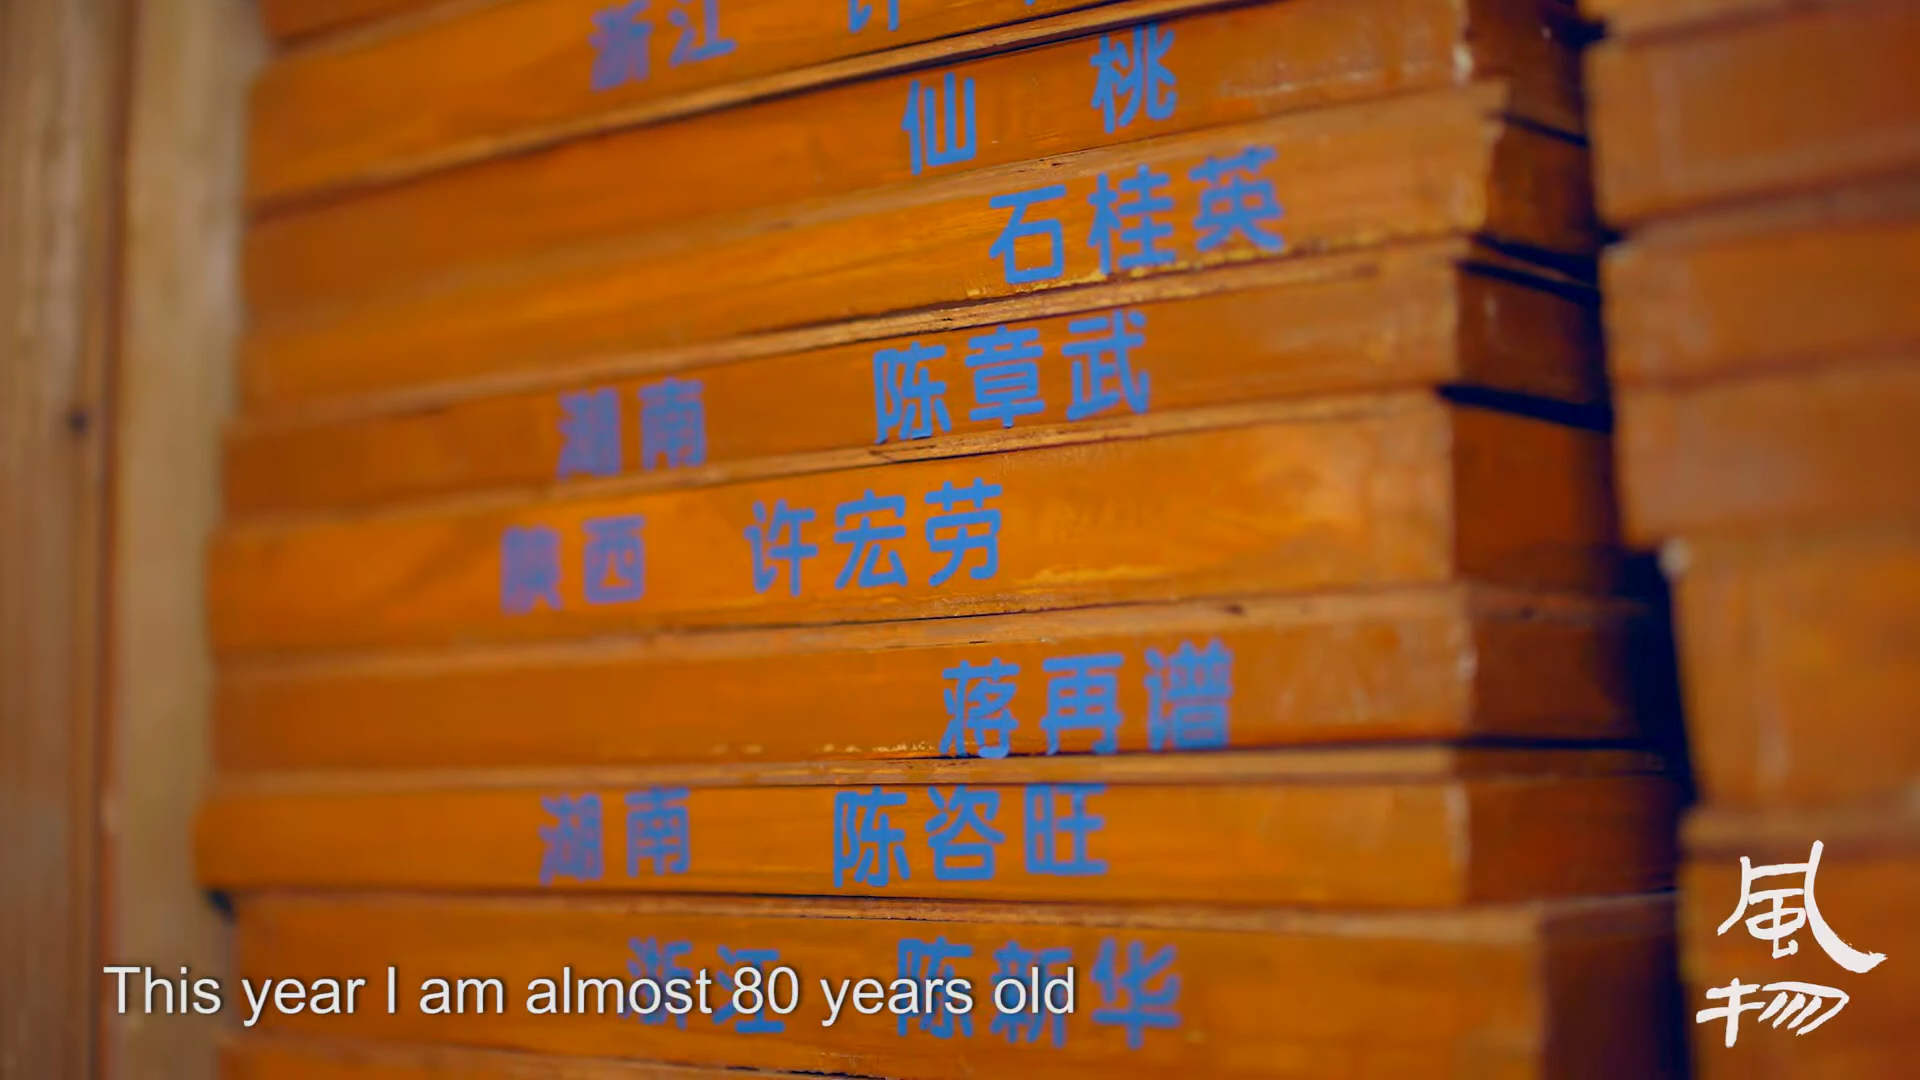 浙江 许
仙 桃
石桂英
湖南 陈章武
陕西 许宏劳
蒋再谱
湖南 陈咨旺
浙江 陈新华
This year I am almost 80 years old
風物